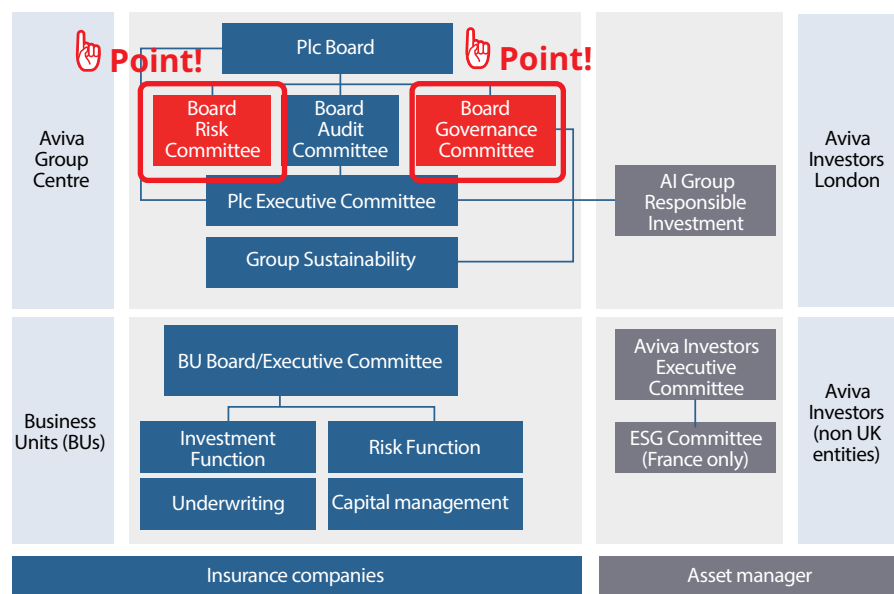 Plc Board
Point!
Point!
Board
Risk
Committee
Board
Audit
Committee
Board
Governance
Committee
Aviva
Group
Centre
Plc Executive Committee
AI Group
Responsible
Investment
Aviva
Investors
London
Group Sustainability
BU Board/Executive Committee
Aviva Investors
Executive
Committee
Business
Units (BUs)
Investment
Function
Risk Function
ESG Committee
(France only)
Aviva
Investors
(non UK
entities)
Underwriting
Capital management
Insurance companies
Asset manager